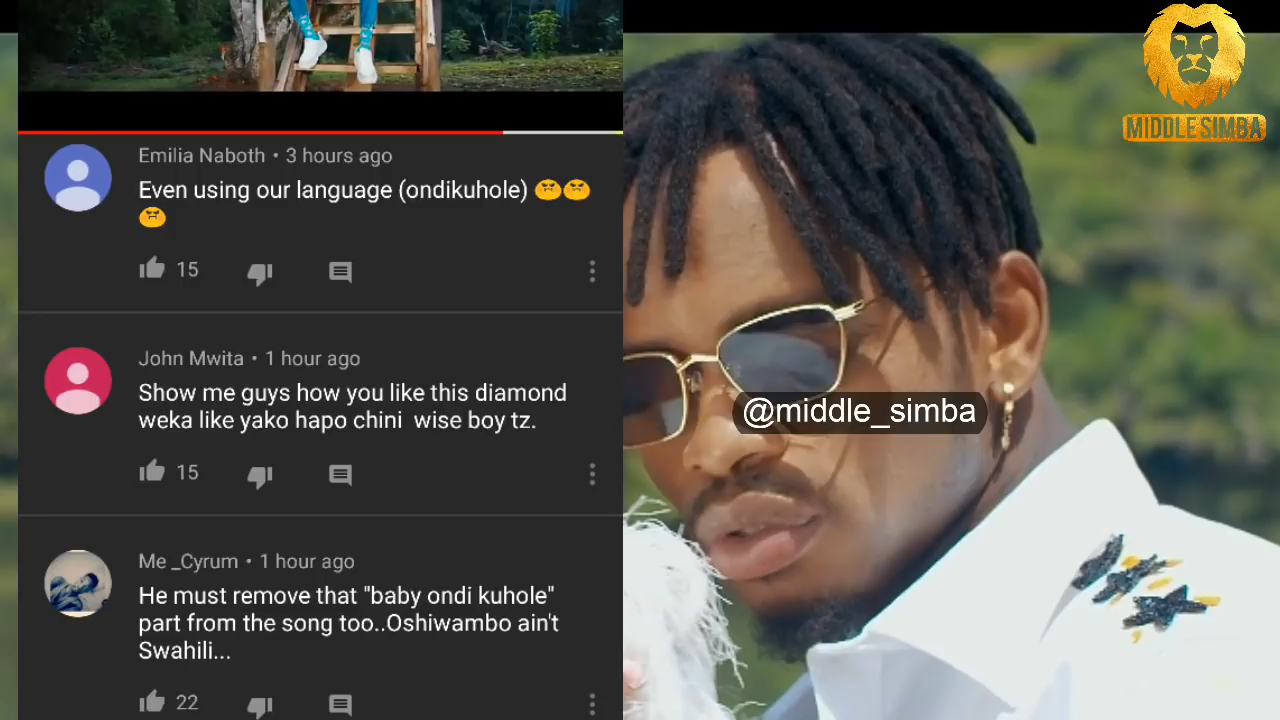 MIDDLE SIMBA
Emilia Naboth • 3 hours ago
Even using our language (ondikuhole) 😠😠
😠
15
John Mwita • 1 hour ago
Show me guys how you like this diamond
weka like yako hapo chini wise boy tz.
15
@middle_simba
Me _Cyrum • 1 hour ago
He must remove that "baby ondi kuhole"
part from the song too..Oshiwambo ain't
Swahili...
22